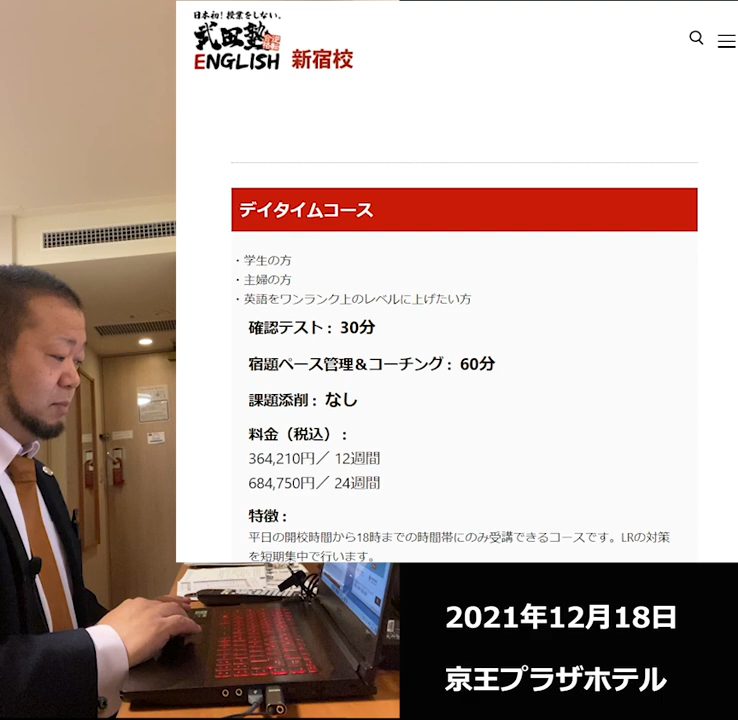 日本初！授業をしない。
武田塾
ENGLISH 新宿校
デイタイムコース
・学生の方
・主婦の方
・英語をワンランク上のレベルに上げたい方
確認テスト： 30分
宿題ペース管理＆コーチング： 60分
課題添削： なし
料金（税込）：
364,210円／ 12週間
684,750円／ 24週間
特徴：
平日の開校時間から18時までの時間帯にのみ受講できるコースです。LRの対策
を短期集中で行います。
2021年12月18日
京王プラザホテル